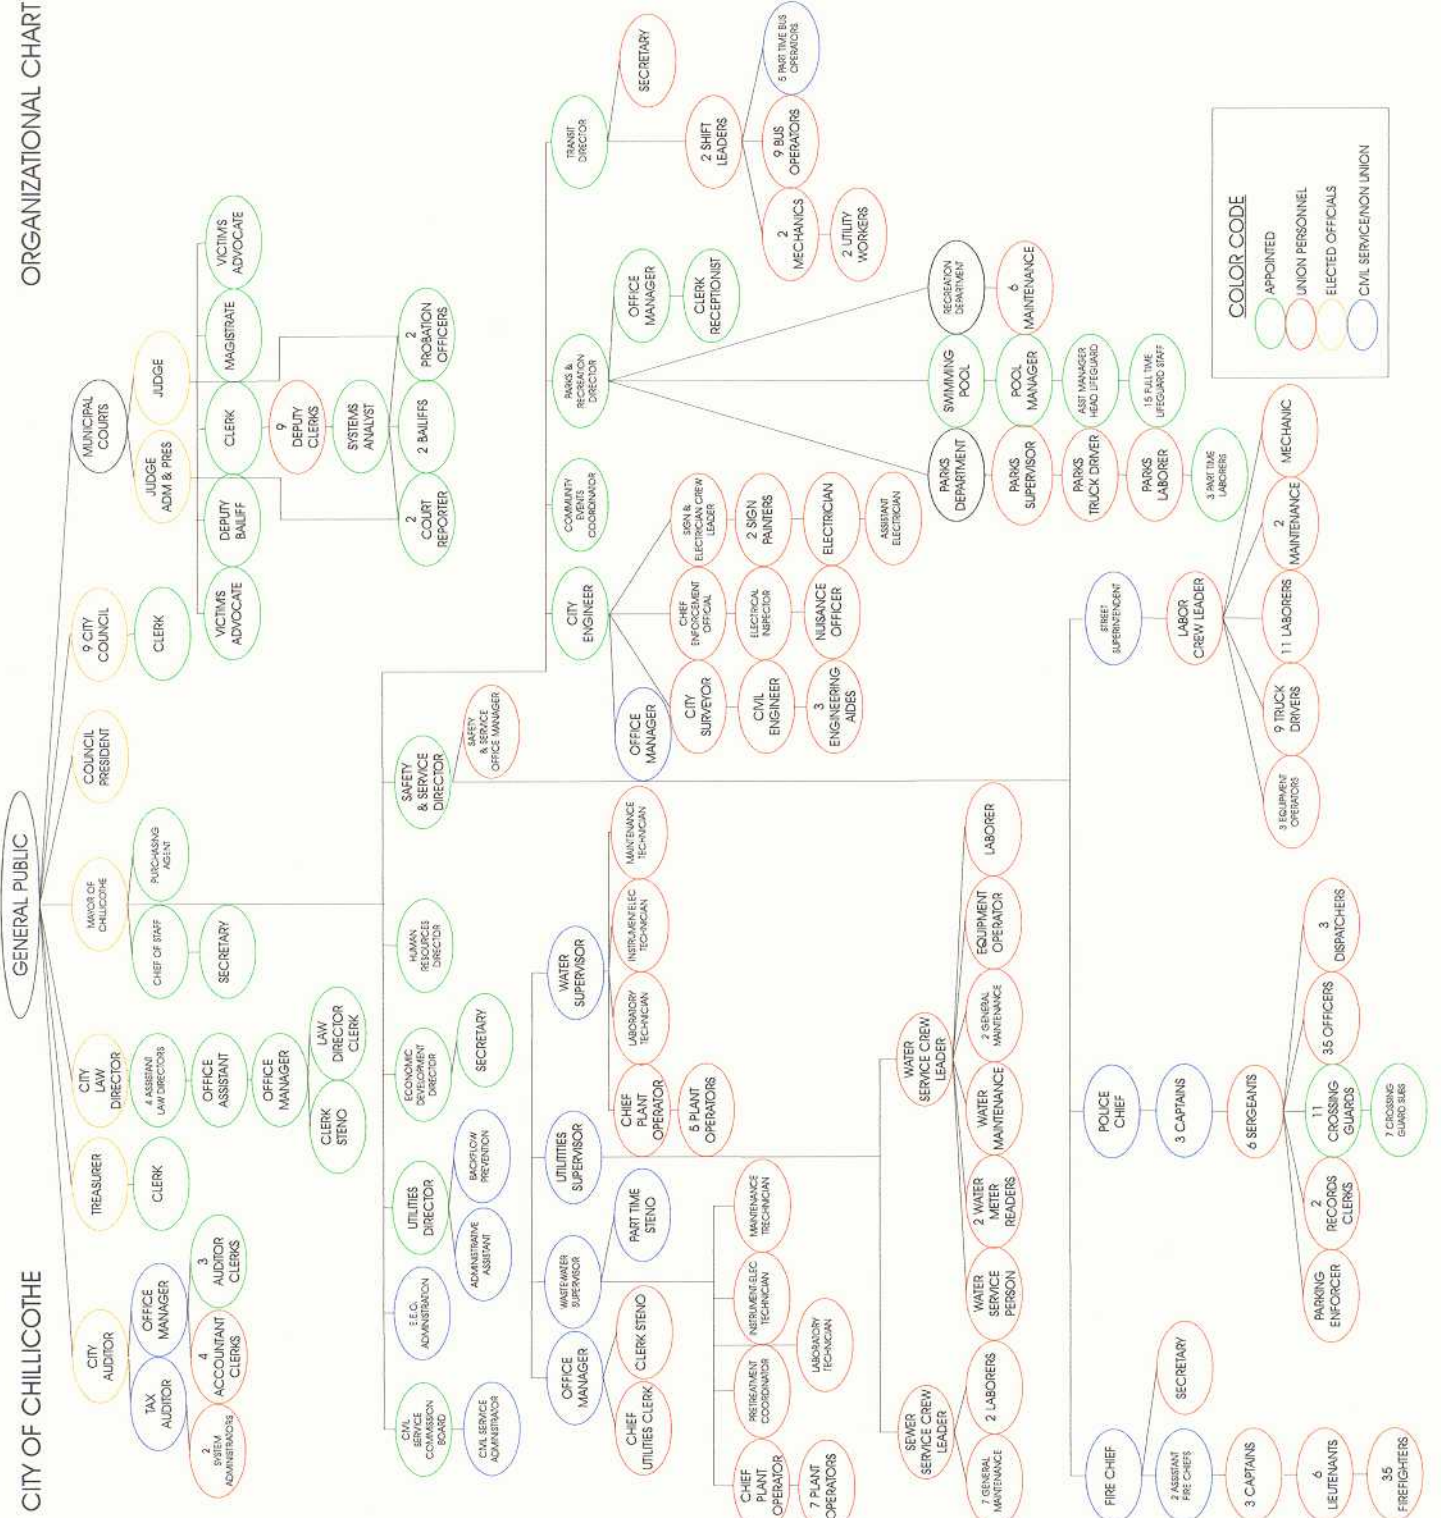 CITY OF CHILLICOTHE
ORGANIZATIONAL CHART
GENERAL PUBLIC
CITY
AUDITOR
TREASURER
CITY
LAW
DIRECTOR
MAYOR OF
CHILLICOTHE
COUNCIL
PRESIDENT
9 CITY
COUNCIL
MUNICIPAL
COURTS
TAX
AUDITOR
OFFICE
MANAGER
2
SYSTEM
ADMINISTRATORS
4
ACCOUNTANT
CLERKS
3
AUDITOR
CLERKS
CLERK
4 ASSISTANT
LAW DIRECTORS
OFFICE
ASSISTANT
OFFICE
MANAGER
CLERK
STENO
LAW
DIRECTOR
CLERK
CHIEF OF STAFF
PURCHASING
AGENT
SECRETARY
CLERK
JUDGE
ADM & PRES
JUDGE
VICTIM'S
ADVOCATE
DEPUTY
BAILIFF
CLERK
MAGISTRATE
VICTIM'S
ADVOCATE
9
DEPUTY
CLERKS
SYSTEMS
ANALYST
2
COURT
REPORTER
2 BAILIFFS
2
PROBATION
OFFICERS
CIVIL
SERVICE
COMMISSION
BOARD
CIVIL SERVICE
ADMINISTRATOR
E.E.O.
ADMINISTRATION
UTILITIES
DIRECTOR
ADMINISTRATIVE
ASSISTANT
BACKFLOW
PREVENTION
ECONOMIC
DEVELOPMENT
DIRECTOR
SECRETARY
HUMAN
RESOURCES
DIRECTOR
SAFETY
& SERVICE
DIRECTOR
SAFETY
& SERVICE
OFFICE MANAGER
OFFICE
MANAGER
CHIEF
UTILITIES CLERK
CLERK STENO
WASTEWATER
SUPERVISOR
PART TIME
STENO
UTILITITIES
SUPERVISOR
WATER
SUPERVISOR
CHIEF
PLANT
OPERATOR
5 PLANT
OPERATORS
LABORATORY
TECHNICIAN
INSTRUMENT-ELEC
TECHNICIAN
MAINTENANCE
TECHNICIAN
CHIEF
PLANT
OPERATOR
7 PLANT
OPERATORS
PRETREATMENT
COORDINATOR
INSTRUMENT-ELEC
TECHNICIAN
MAINTENANCE
TRECHNICIAN
LABORATORY
TECHNICIAN
SEWER
SERVICE CREW
LEADER
7 GENERAL
MAINTENANCE
2 LABORERS
WATER
SERVICE CREW
LEADER
WATER
SERVICE
PERSON
2 WATER
METER
READERS
WATER
MAINTENANCE
2 GENERAL
MAINTENANCE
EQUIPMENT
OPERATOR
LABORER
CITY
ENGINEER
OFFICE
MANAGER
CITY
SURVEYOR
CIVIL
ENGINEER
3
ENGINEERING
AIDES
CHIEF
ENFORCEMENT
OFFICIAL
ELECTRICAL
INSPECTOR
NUISANCE
OFFICER
SIGN &
ELECTRICIAN CREW
LEADER
2 SIGN
PAINTERS
ELECTRICIAN
ASSISTANT
ELECTRICIAN
COMMUNITY
EVENTS
COORDINATOR
PARKS &
RECREATION
DIRECTOR
OFFICE
MANAGER
CLERK
RECEPTIONIST
PARKS
DEPARTMENT
PARKS
SUPERVISOR
PARKS
TRUCK DRIVER
PARKS
LABORER
3 PART TIME
LABORERS
SWIMMING
POOL
POOL
MANAGER
ASST MANAGER
HEAD LIFEGUARD
15 FULL TIME
LIFEGUARD STAFF
RECREATION
DEPARTMENT
6
MAINTENANCE
TRANSIT
DIRECTOR
SECRETARY
2 SHIFT
LEADERS
2
MECHANICS
9 BUS
OPERATORS
5 PART TIME BUS
OPERATORS
2 UTILITY
WORKERS
FIRE CHIEF
2 ASSISTANT
FIRE CHIEFS
SECRETARY
3 CAPTAINS
6
LIEUTENANTS
35
FIREFIGHTERS
POLICE
CHIEF
3 CAPTAINS
6 SERGEANTS
PARKING
ENFORCER
2
RECORDS
CLERKS
11
CROSSING
GUARDS
7 CROSSING
GUARD SUBS
35 OFFICERS
3
DISPATCHERS
STREET
SUPERINTENDENT
LABOR
CREW LEADER
3 EQUIPMENT
OPERATORS
9 TRUCK
DRIVERS
11 LABORERS
2
MAINTENANCE
MECHANIC
COLOR CODE
APPOINTED
UNION PERSONNEL
ELECTED OFFICIALS
CIVIL SERVICE/NON UNION